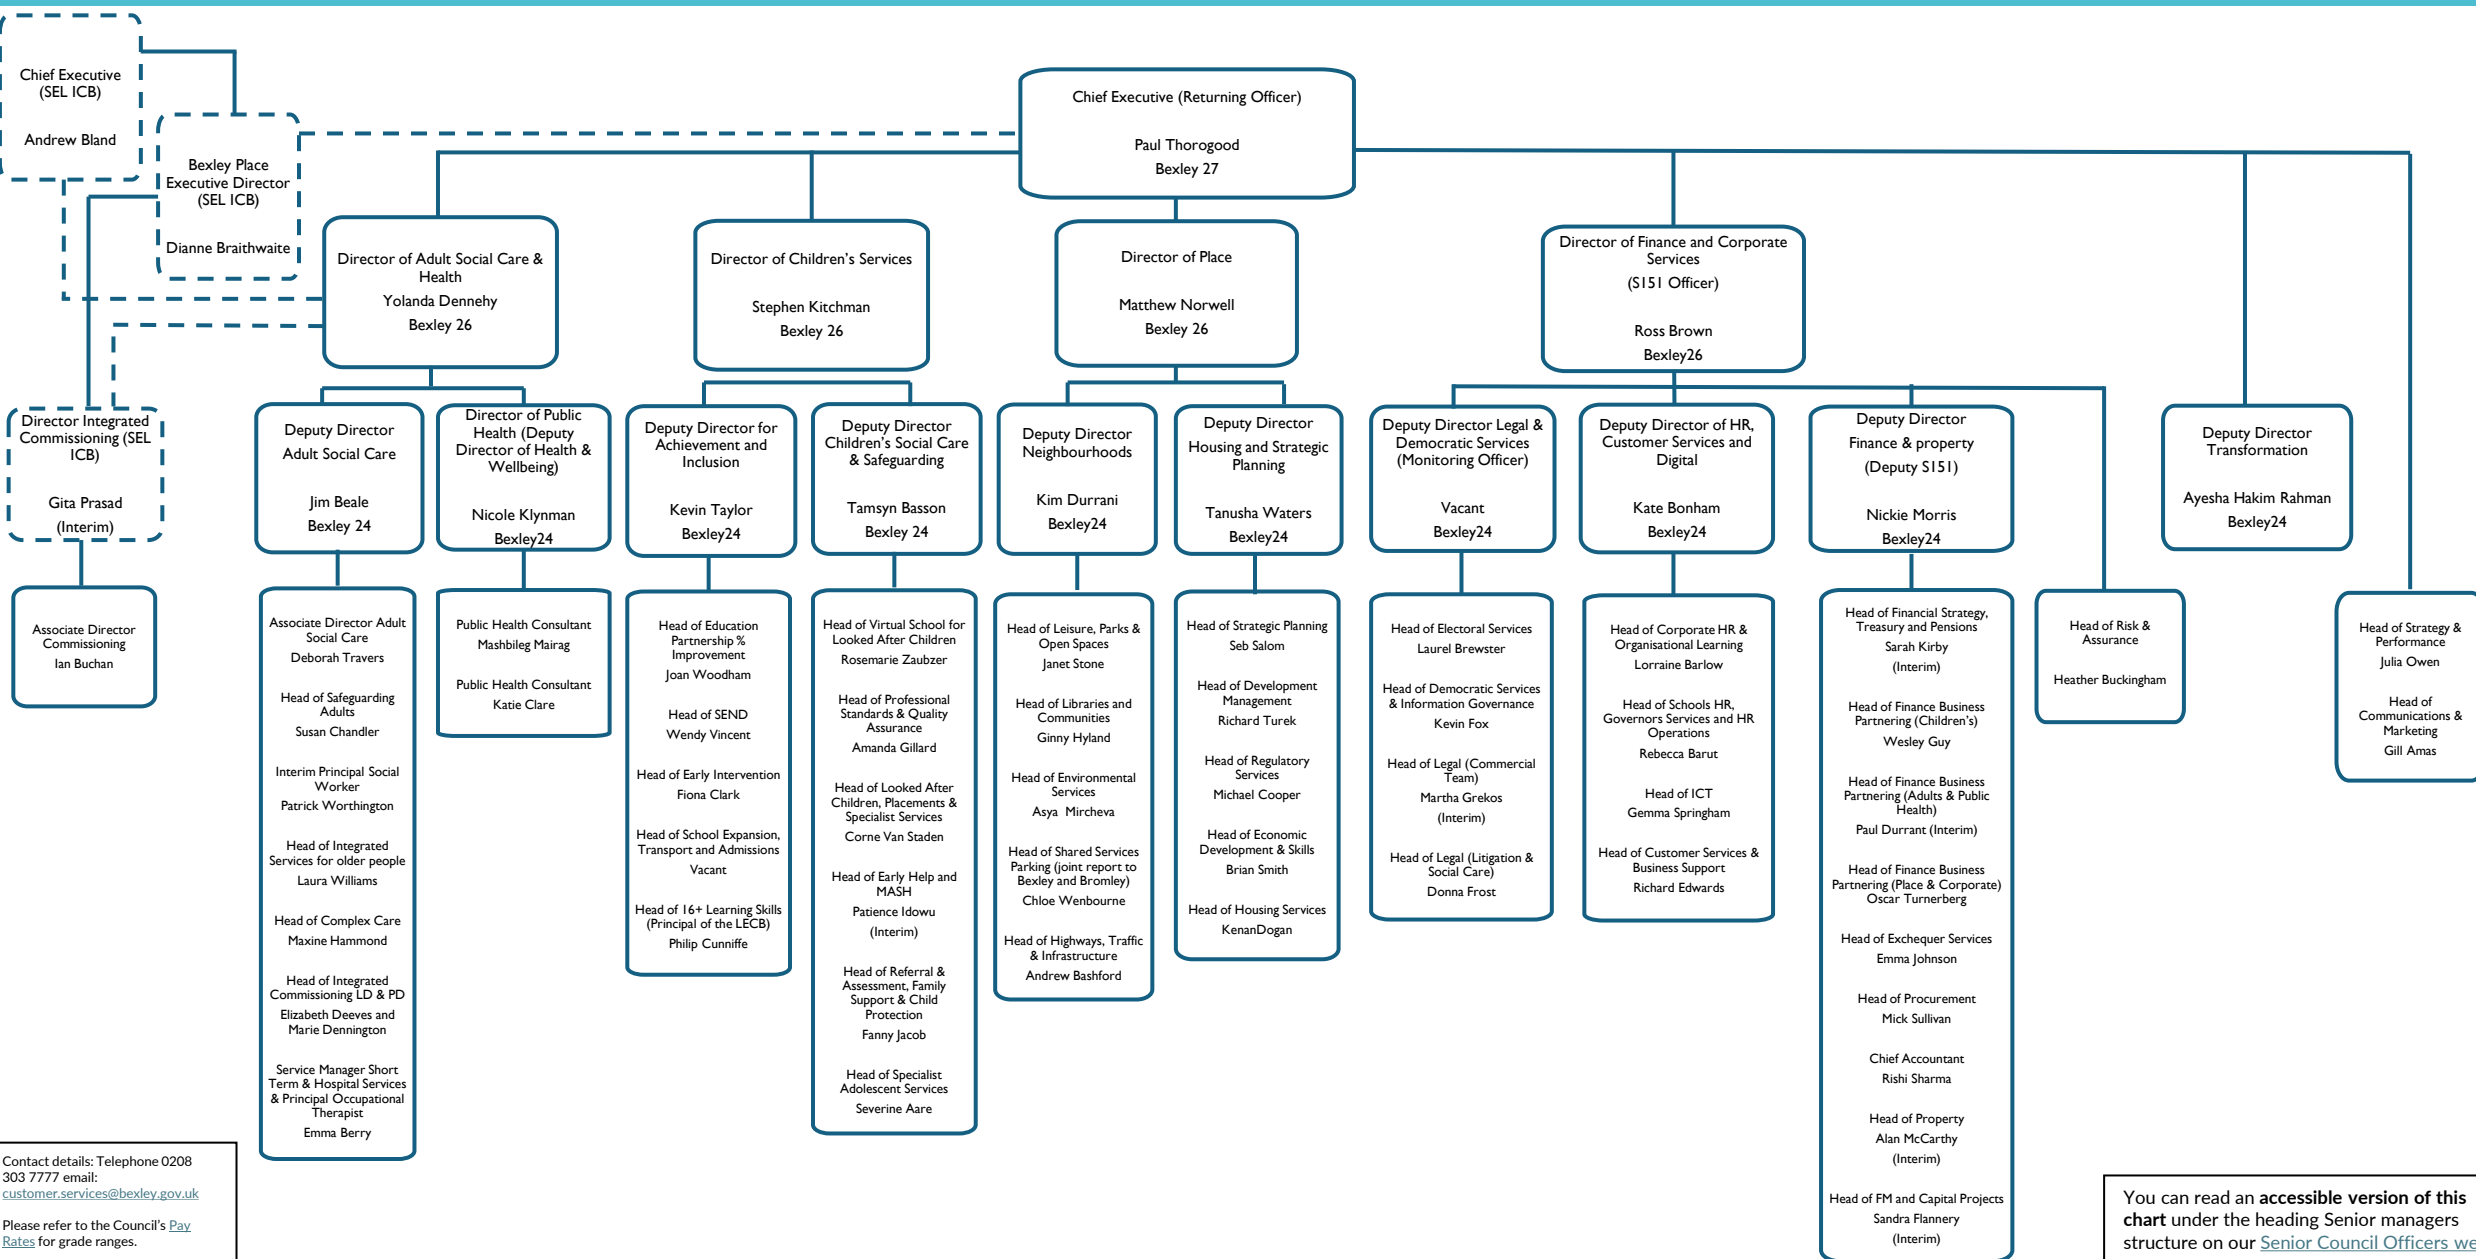 Chief Executive
(SEL ICB)
Andrew Bland
Bexley Place
Executive Director
(SEL ICB)
Dianne Braithwaite
Chief Executive (Returning Officer)
Paul Thorogood
Bexley 27
Director of Adult Social Care &
Health
Yolanda Dennehy
Bexley 26
Director of Children's Services
Stephen Kitchman
Bexley 26
Director of Place
Matthew Norwell
Bexley 26
Director of Finance and Corporate
Services
(S151 Officer)
Ross Brown
Bexley26
Director Integrated
Commissioning (SEL
ICB)
Gita Prasad
(Interim)
Deputy Director
Adult Social Care
Jim Beale
Bexley 24
Director of Public
Health (Deputy
Director of Health &
Wellbeing)
Nicole Klynman
Bexley24
Deputy Director for
Achievement and
Inclusion
Kevin Taylor
Bexley24
Deputy Director
Children's Social Care
& Safeguarding
Tamsyn Basson
Bexley 24
Deputy Director
Neighbourhoods
Kim Durrani
Bexley24
Deputy Director
Housing and Strategic
Planning
Tanusha Waters
Bexley24
Deputy Director Legal &
Democratic Services
(Monitoring Officer)
Vacant
Bexley24
Deputy Director of HR,
Customer Services and
Digital
Kate Bonham
Bexley24
Deputy Director
Finance & property
(Deputy S151)
Nickie Morris
Bexley24
Deputy Director
Transformation
Ayesha Hakim Rahman
Bexley24
Associate Director
Commissioning
Ian Buchan
Associate Director Adult
Social Care
Deborah Travers
Head of Safeguarding
Adults
Susan Chandler
Interim Principal Social
Worker
Patrick Worthington
Head of Integrated
Services for older people
Laura Williams
Head of Complex Care
Maxine Hammond
Head of Integrated
Commissioning LD & PD
Elizabeth Deeves and
Marie Dennington
Service Manager Short
Term & Hospital Services
& Principal Occupational
Therapist
Emma Berry
Public Health Consultant
Mashbileg Mairag
Public Health Consultant
Katie Clare
Head of Education
Partnership %
Improvement
Joan Woodham
Head of SEND
Wendy Vincent
Head of Early Intervention
Fiona Clark
Head of School Expansion,
Transport and Admissions
Vacant
Head of 16+ Learning Skills
(Principal of the LECB)
Philip Cunniffe
Head of Virtual School for
Looked After Children
Rosemarie Zaubzer
Head of Professional
Standards & Quality
Assurance
Amanda Gillard
Head of Looked After
Children, Placements &
Specialist Services
Corne Van Staden
Head of Early Help and
MASH
Patience Idowu
(Interim)
Head of Referral &
Assessment, Family
Support & Child
Protection
Fanny Jacob
Head of Specialist
Adolescent Services
Severine Aare
Head of Leisure, Parks &
Open Spaces
Janet Stone
Head of Libraries and
Communities
Ginny Hyland
Head of Environmental
Services
Asya Mircheva
Head of Shared Services
Parking (joint report to
Bexley and Bromley)
Chloe Wenbourne
Head of Highways, Traffic
& Infrastructure
Andrew Bashford
Head of Strategic Planning
Seb Salom
Head of Development
Management
Richard Turek
Head of Regulatory
Services
Michael Cooper
Head of Economic
Development & Skills
Brian Smith
Head of Housing Services
KenanDogan
Head of Electoral Services
Laurel Brewster
Head of Democratic Services
& Information Governance
Kevin Fox
Head of Legal (Commercial
Team)
Martha Grekos
(Interim)
Head of Legal (Litigation &
Social Care)
Donna Frost
Head of Corporate HR &
Organisational Learning
Lorraine Barlow
Head of Schools HR,
Governors Services and HR
Operations
Rebecca Barut
Head of ICT
Gemma Springham
Head of Customer Services &
Business Support
Richard Edwards
Head of Financial Strategy,
Treasury and Pensions
Sarah Kirby
(Interim)
Head of Finance Business
Partnering (Children's)
Wesley Guy
Head of Finance Business
Partnering (Adults & Public
Health)
Paul Durrant (Interim)
Head of Finance Business
Partnering (Place & Corporate)
Oscar Turnerberg
Head of Exchequer Services
Emma Johnson
Head of Procurement
Mick Sullivan
Chief Accountant
Rishi Sharma
Head of Property
Alan McCarthy
(Interim)
Head of FM and Capital Projects
Sandra Flannery
(Interim)
Head of Risk &
Assurance
Heather Buckingham
Head of Strategy &
Performance
Julia Owen
Head of
Communications &
Marketing
Gill Amas
Contact details: Telephone 0208
303 7777 email:
customer.services@bexley.gov.uk
Please refer to the Council's Pay
Rates for grade ranges.
You can read an accessible version of this
chart under the heading Senior managers
structure on our Senior Council Officers we